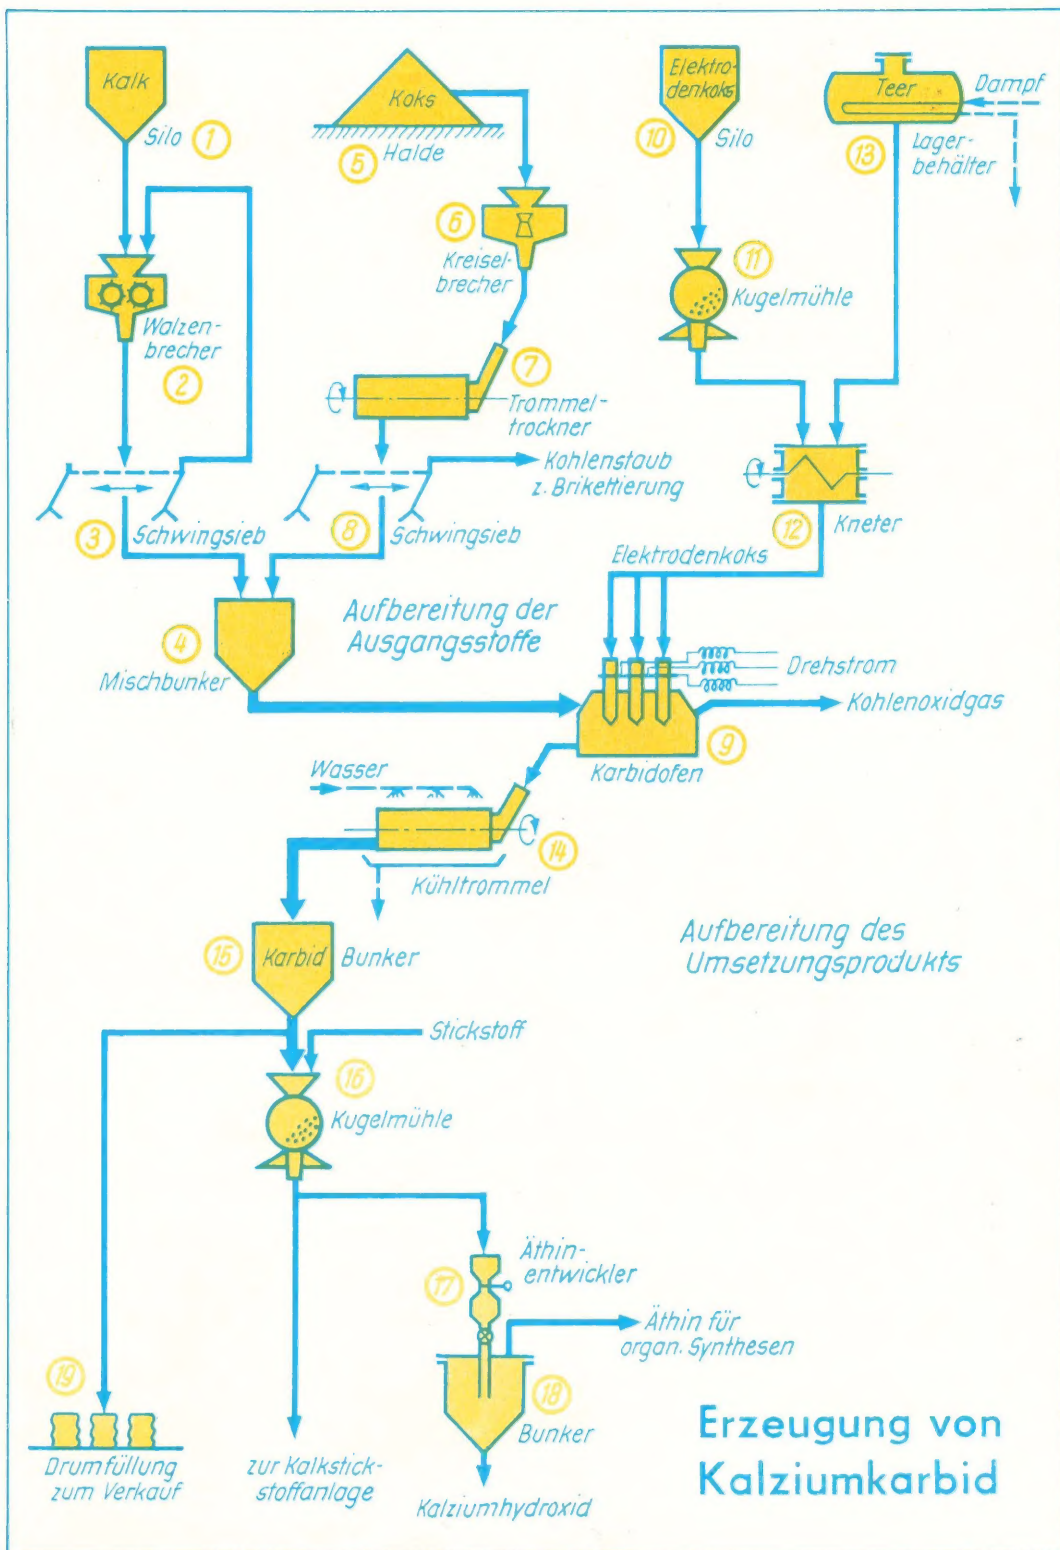 Kalk
Silo
1
Koks
5
Halde
Elektro-
denkoks
10
Silo
Teer
Dampf
13
Lager-
behälter
6
Kreisel-
brecher
11
Kugelmühle
Walzen-
brecher
2
7
Trommel-
trockner
Kohlenstaub
z. Brikettierung
3
Schwingsieb
8
Schwingsieb
12
Kneter
Elektrodenkoks
Aufbereitung der
Ausgangsstoffe
4
Mischbunker
Drehstrom
Kohlenoxidgas
9
Karbidofen
Wasser
14
Kühltrommel
15
Karbid
Bunker
Aufbereitung des
Umsetzungsprodukts
Stickstoff
16
Kugelmühle
Äthin-
entwickler
17
Äthin für
organ. Synthesen
18
Bunker
19
Drumfüllung
zum Verkauf
zur Kalkstick-
stoffanlage
Kalziumhydroxid
Erzeugung von
Kalziumkarbid